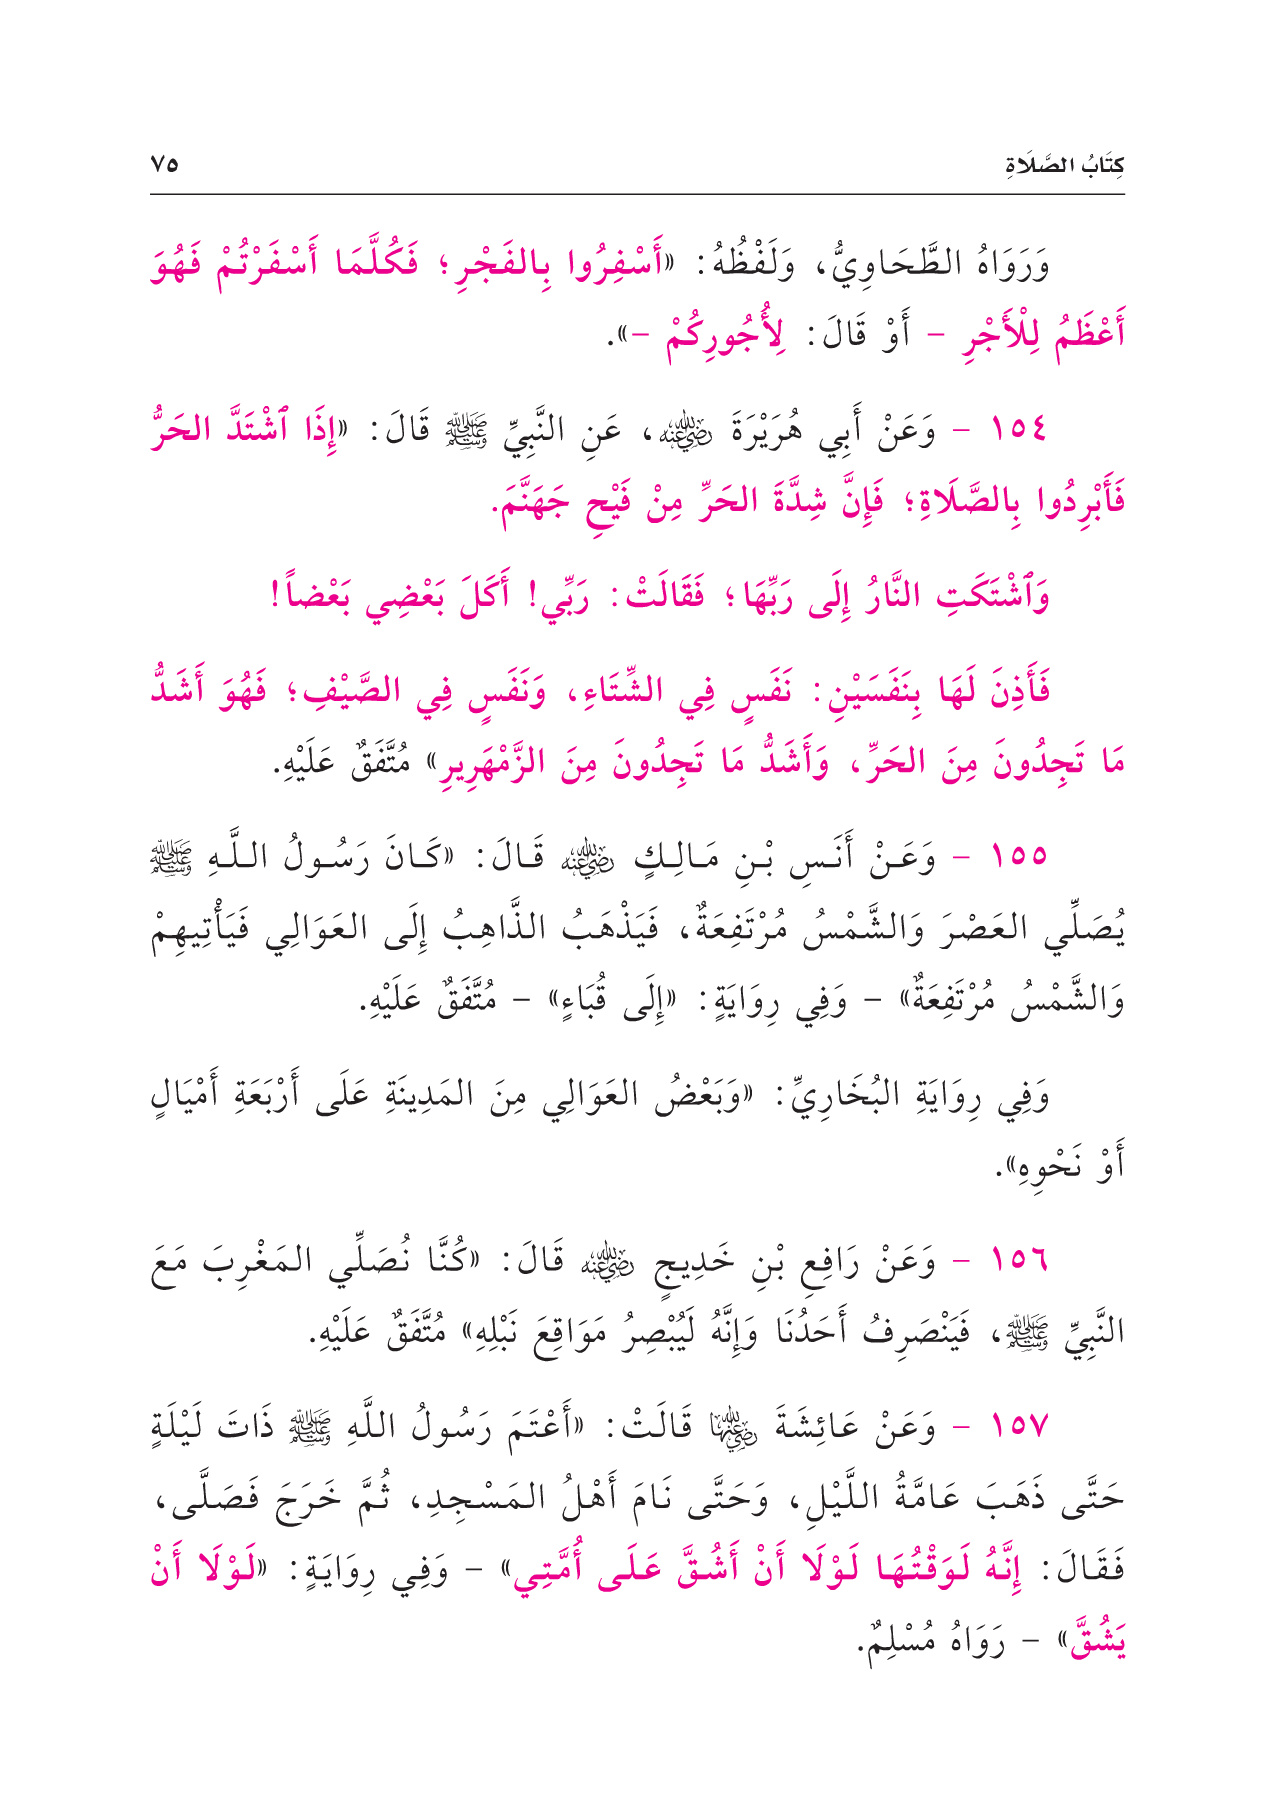 كِتَابُ الصَّلَاةِ ٧٥
وَرَوَاهُ الطَّحَاوِيُّ، وَلَفْظُهُ: «أَسْفِرُوا بِالفَجْرِ؛ فَكُلَّمَا أَسْفَرْتُمْ فَهُوَ
أَعْظَمُ لِلْأَجْرِ – أَوْ قَالَ: لِأُجُورِكُمْ –».
١٥٤ – وَعَنْ أَبِي هُرَيْرَةَ رضي الله عنه، عَنِ النَّبِيِّ ﷺ قَالَ: «إِذَا ٱشْتَدَّ الحَرُّ
فَأَبْرِدُوا بِالصَّلَاةِ؛ فَإِنَّ شِدَّةَ الحَرِّ مِنْ فَيْحِ جَهَنَّمَ.
وَٱشْتَكَتِ النَّارُ إِلَى رَبِّهَا؛ فَقَالَتْ: رَبِّي! أَكَلَ بَعْضِي بَعْضاً!
فَأَذِنَ لَهَا بِنَفَسَيْنِ: نَفَسٍ فِي الشِّتَاءِ، وَنَفَسٍ فِي الصَّيْفِ؛ فَهُوَ أَشَدُّ
مَا تَجِدُونَ مِنَ الحَرِّ، وَأَشَدُّ مَا تَجِدُونَ مِنَ الزَّمْهَرِيرِ» مُتَّفَقٌ عَلَيْهِ.
١٥٥ – وَعَنْ أَنَسِ بْنِ مَالِكٍ رضي الله عنه قَالَ: «كَانَ رَسُولُ اللَّهِ ﷺ
يُصَلِّي العَصْرَ وَالشَّمْسُ مُرْتَفِعَةٌ، فَيَذْهَبُ الذَّاهِبُ إِلَى العَوَالِي فَيَأْتِيهِمْ
وَالشَّمْسُ مُرْتَفِعَةٌ» – وَفِي رِوَايَةٍ: «إِلَى قُبَاءٍ» – مُتَّفَقٌ عَلَيْهِ.
وَفِي رِوَايَةِ البُخَارِيِّ: «وَبَعْضُ العَوَالِي مِنَ المَدِينَةِ عَلَى أَرْبَعَةِ أَمْيَالٍ
أَوْ نَحْوِهِ».
١٥٦ – وَعَنْ رَافِعِ بْنِ خَدِيجٍ رضي الله عنه قَالَ: «كُنَّا نُصَلِّي المَغْرِبَ مَعَ
النَّبِيِّ ﷺ، فَيَنْصَرِفُ أَحَدُنَا وَإِنَّهُ لَيُبْصِرُ مَوَاقِعَ نَبْلِهِ» مُتَّفَقٌ عَلَيْهِ.
١٥٧ – وَعَنْ عَائِشَةَ رضي الله عنها قَالَتْ: «أَعْتَمَ رَسُولُ اللَّهِ ﷺ ذَاتَ لَيْلَةٍ
حَتَّى ذَهَبَ عَامَّةُ اللَّيْلِ، وَحَتَّى نَامَ أَهْلُ المَسْجِدِ، ثُمَّ خَرَجَ فَصَلَّى،
فَقَالَ: إِنَّهُ لَوَقْتُهَا لَوْلَا أَنْ أَشُقَّ عَلَى أُمَّتِي» – وَفِي رِوَايَةٍ: «لَوْلَا أَنْ
يَشُقَّ» – رَوَاهُ مُسْلِمٌ.